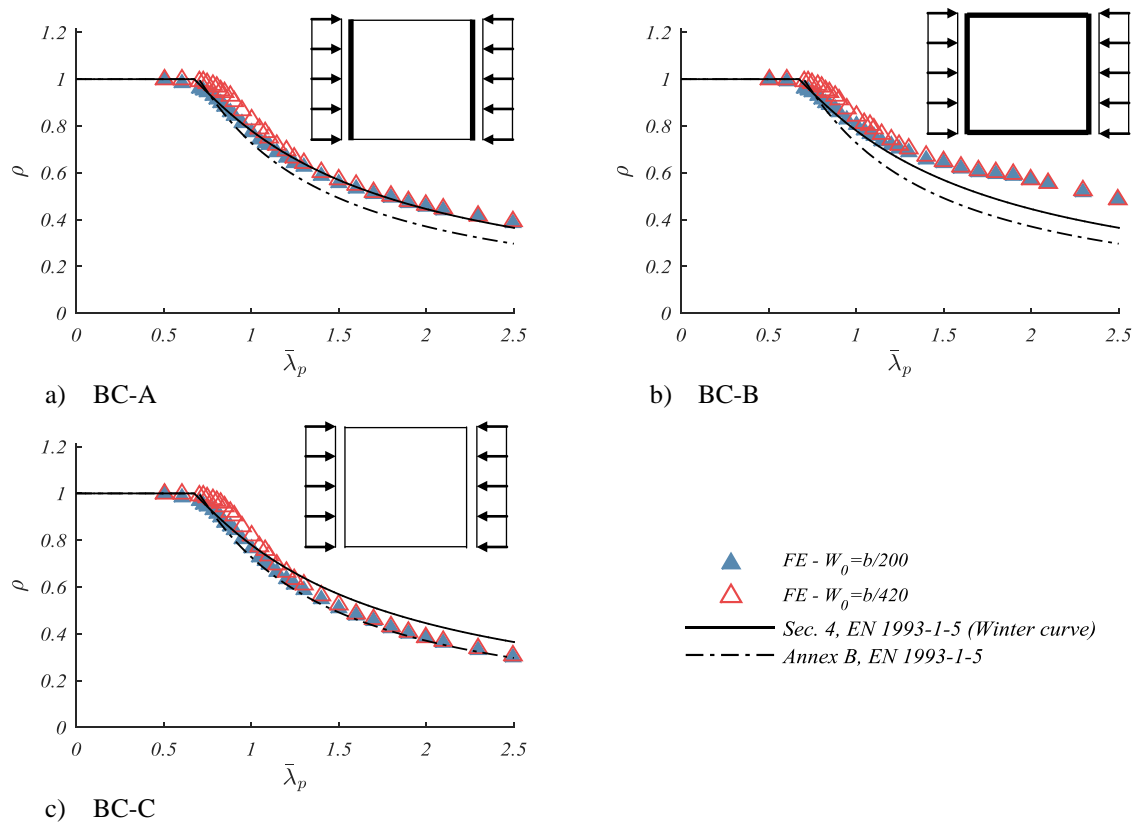 1.2
1
0.8
0.6
0.4
0.2
0
ρ
0 0.5 1 1.5 2 2.5
λ̄p
a) BC-A
1.2
1
0.8
0.6
0.4
0.2
0
ρ
0 0.5 1 1.5 2 2.5
λ̄p
b) BC-B
1.2
1
0.8
0.6
0.4
0.2
0
ρ
0 0.5 1 1.5 2 2.5
λ̄p
c) BC-C
FE - W_0=b/200
FE - W_0=b/420
Sec. 4, EN 1993-1-5 (Winter curve)
Annex B, EN 1993-1-5